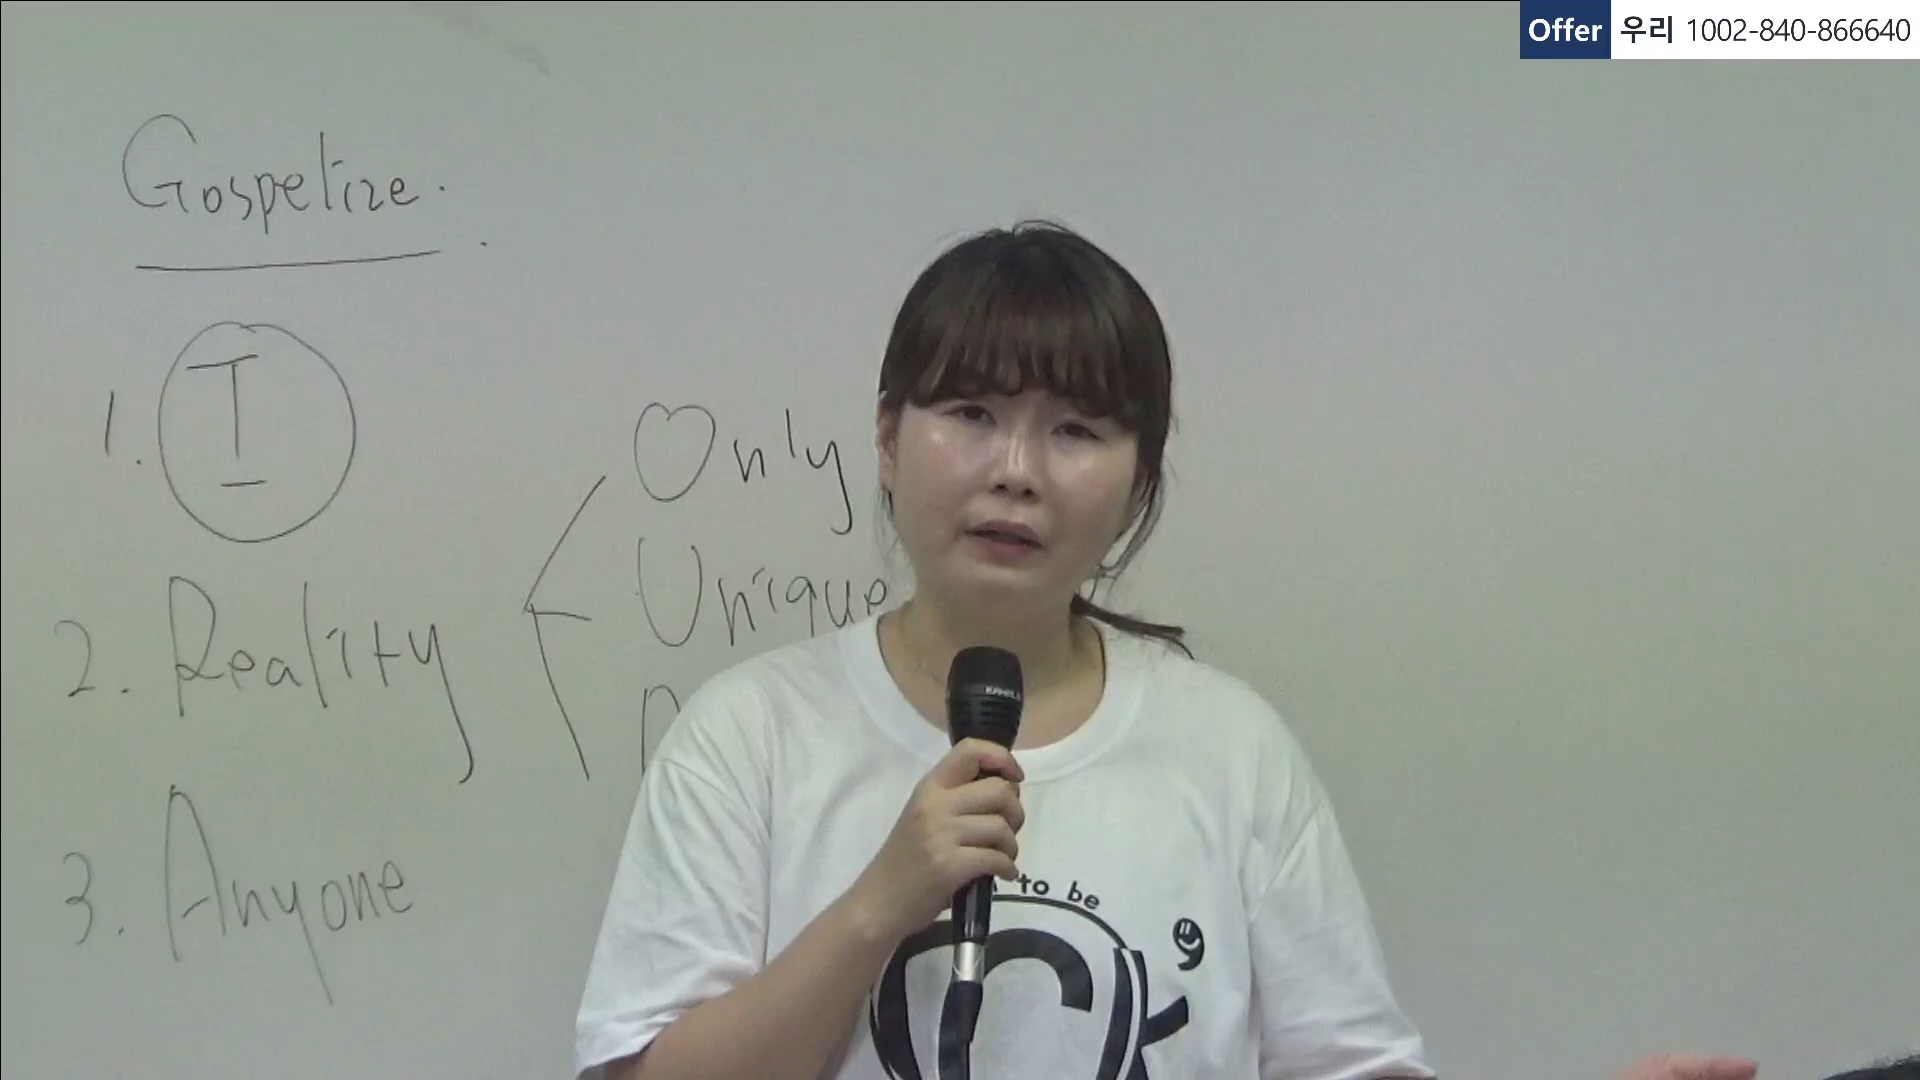 Offer 우리 1002-840-866640
Gospelize.
1. I
Only
Unique
2. Reality
3. Anyone
to be